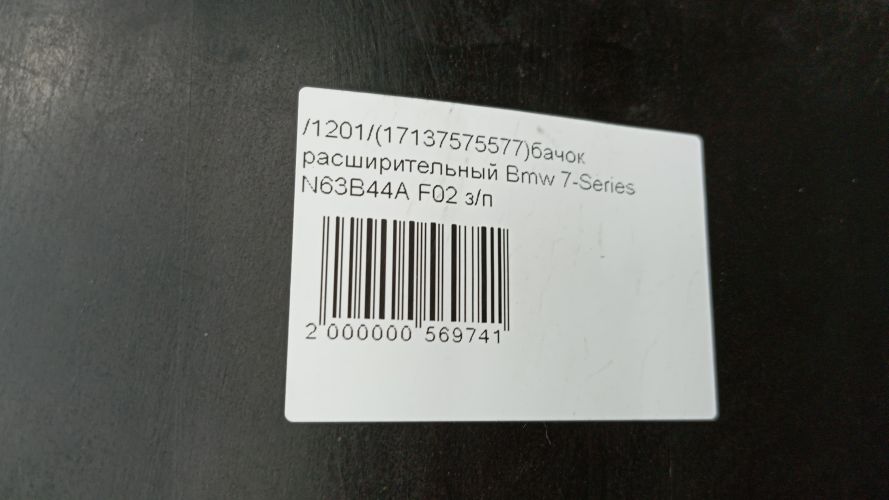 /1201/(17137575577)бачок
расширительный Bmw 7-Series
N63B44A F02 з/п
2 000000 569741